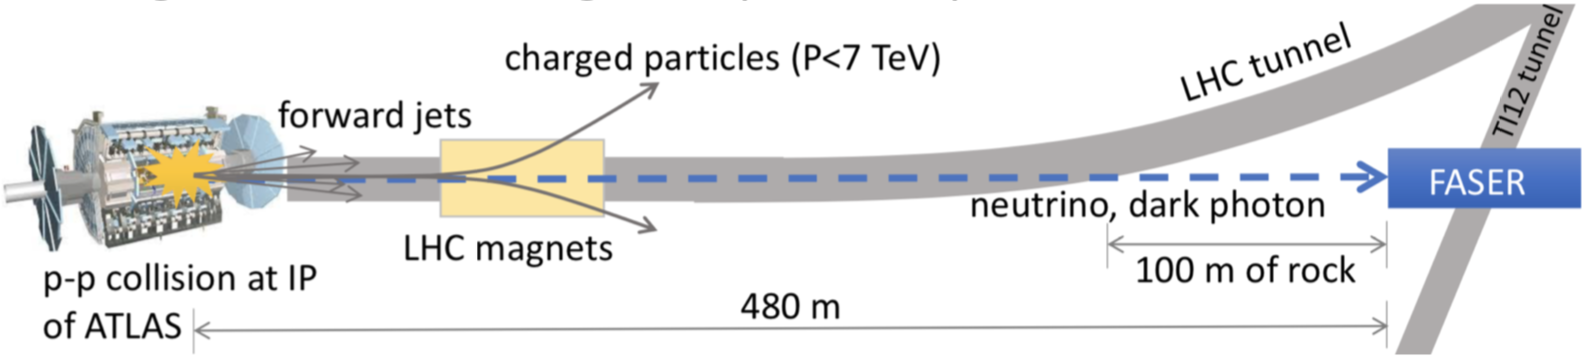 charged particles (P<7 TeV)
forward jets
LHC tunnel
TI12 tunnel
FASER
neutrino, dark photon
LHC magnets
100 m of rock
p-p collision at IP
of ATLAS
480 m